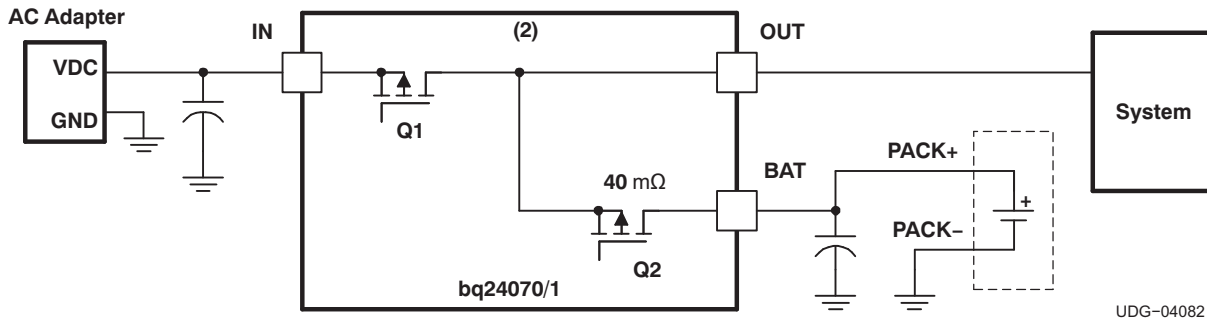 AC Adapter
VDC
GND
IN
(2)
OUT
Q1
40 mΩ
Q2
BAT
bq24070/1
PACK+
PACK−
+
System
UDG−04082